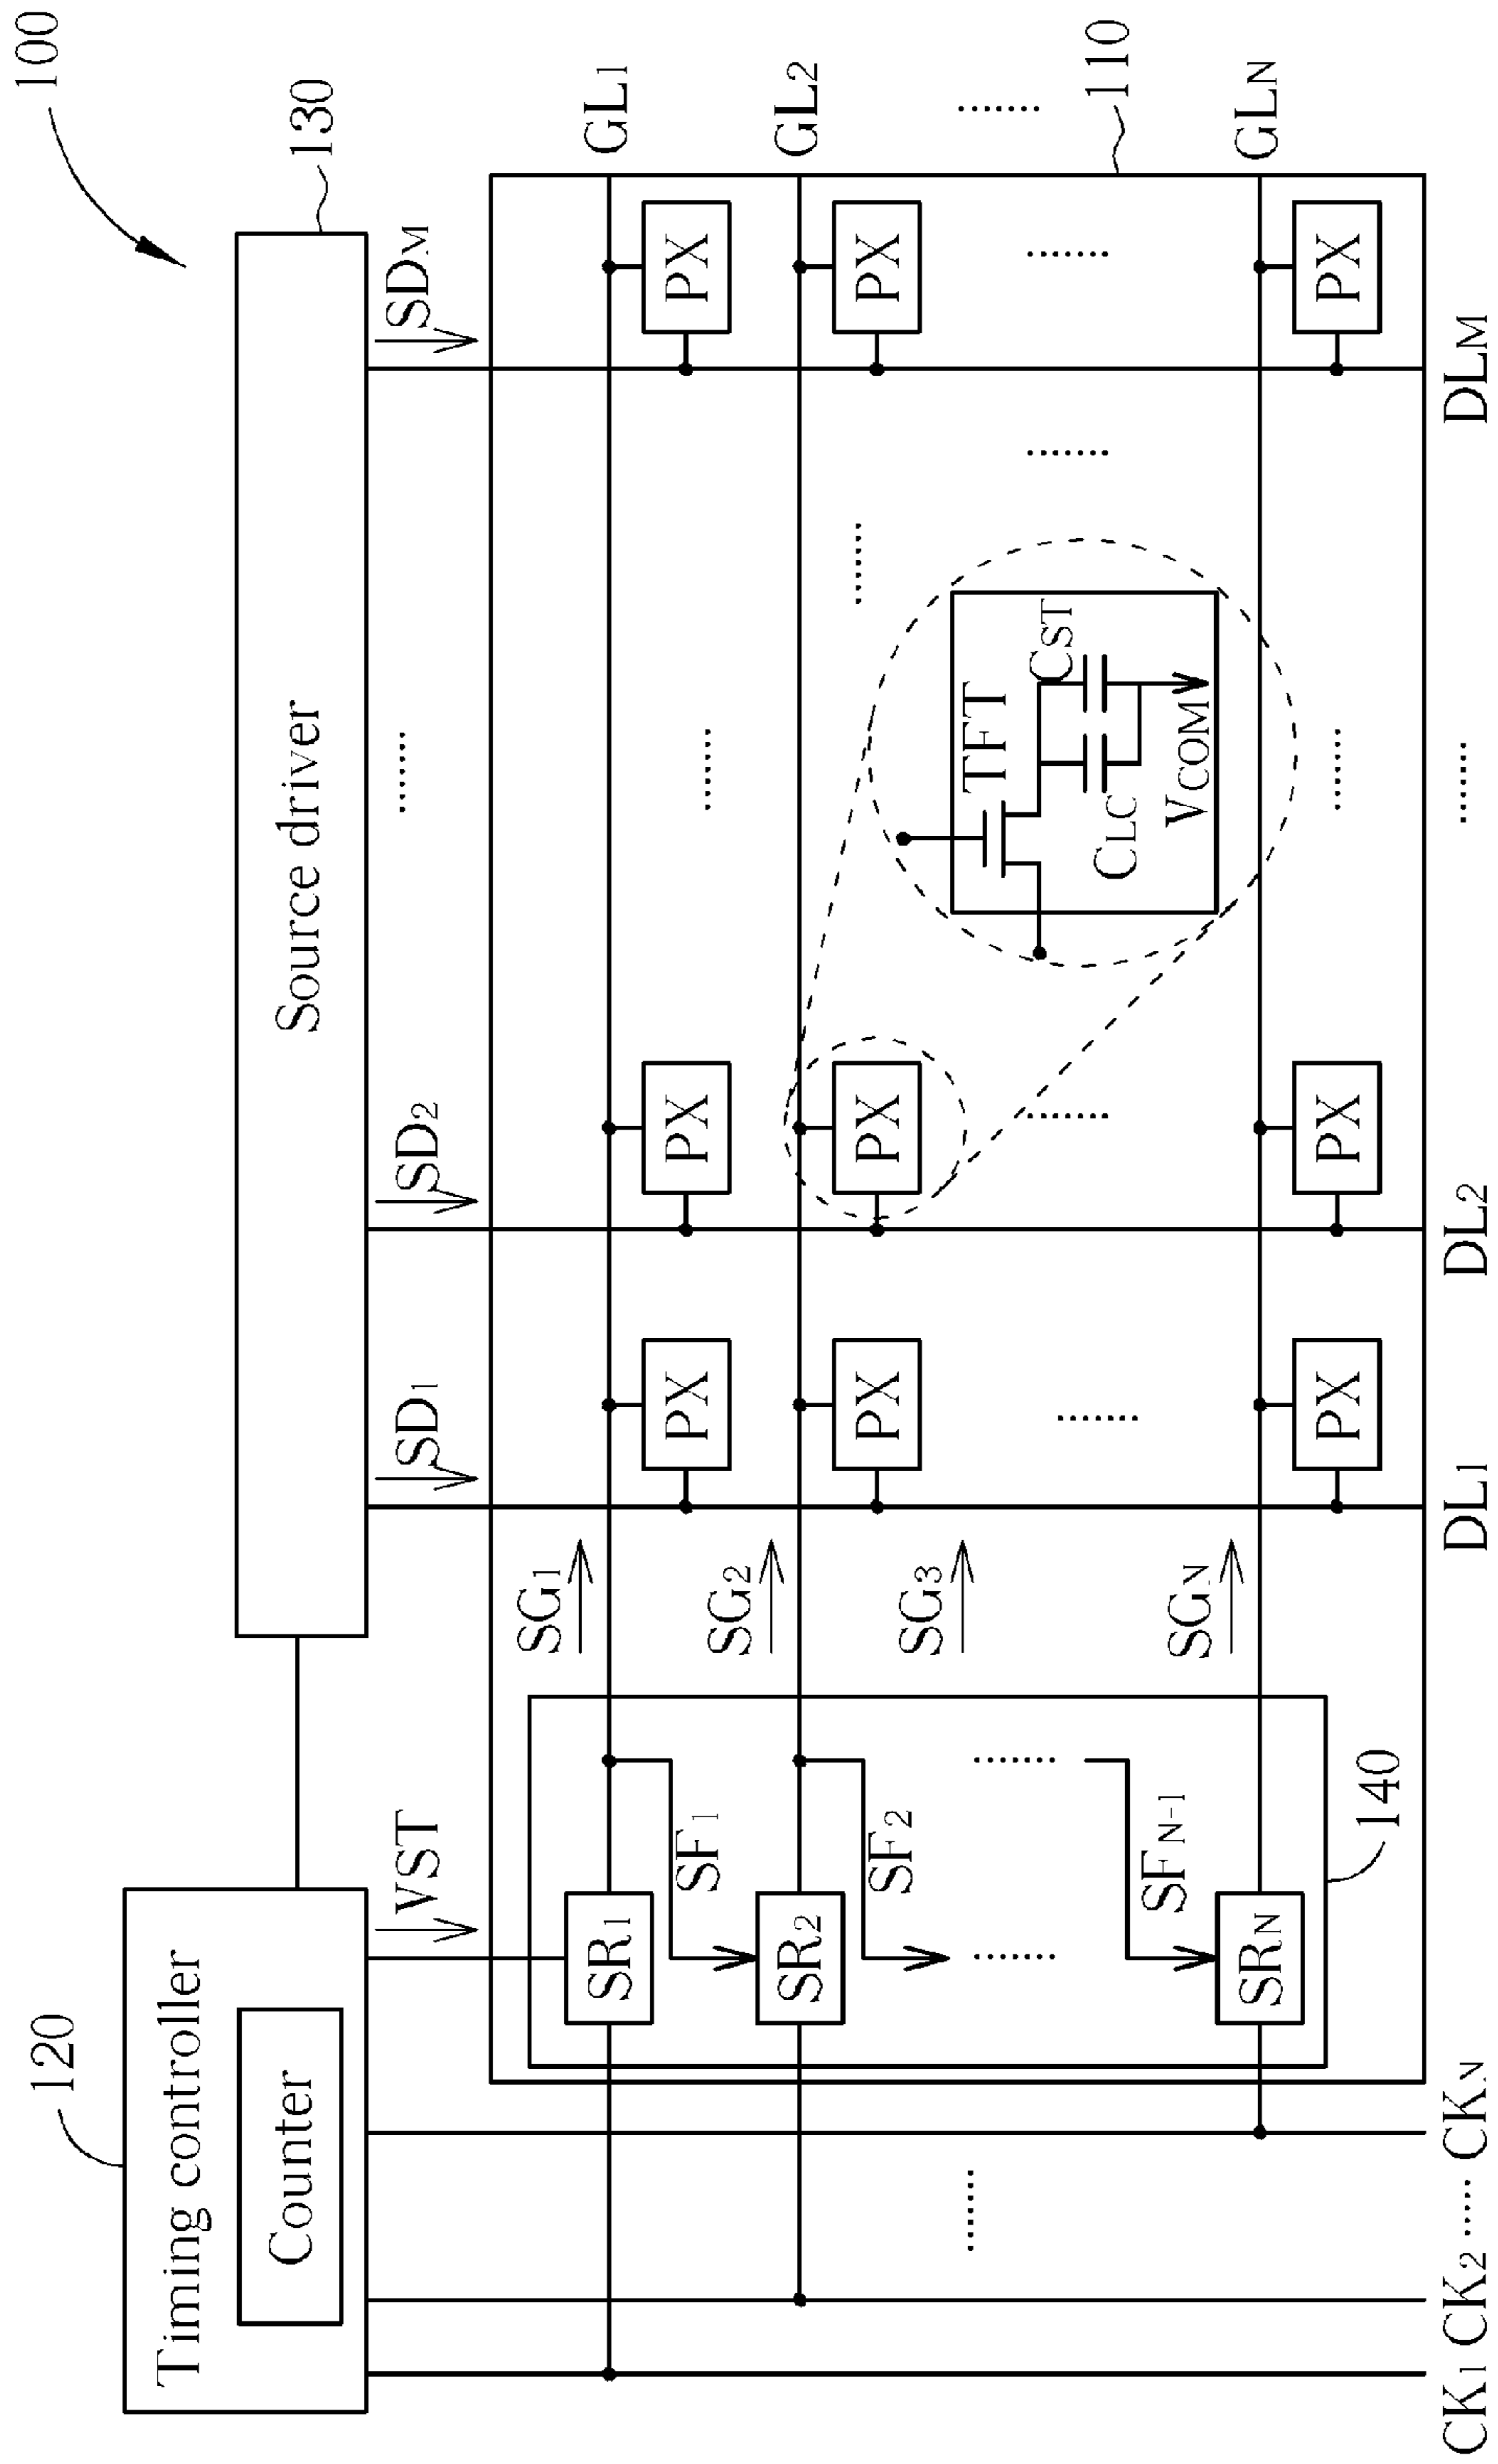 100
120
130
Timing controller
Counter
Source driver
VST
SD1
SD2
SDM
SR1
SG1
GL1
PX
PX
PX
SF1
SR2
SG2
GL2
PX
PX
PX
SF2
SG3
TFT
CST
CLC
VCOM
110
SFN-1
SRN
SGN
GLN
PX
PX
PX
140
CK1
CK2
CKN
DL1
DL2
DLM